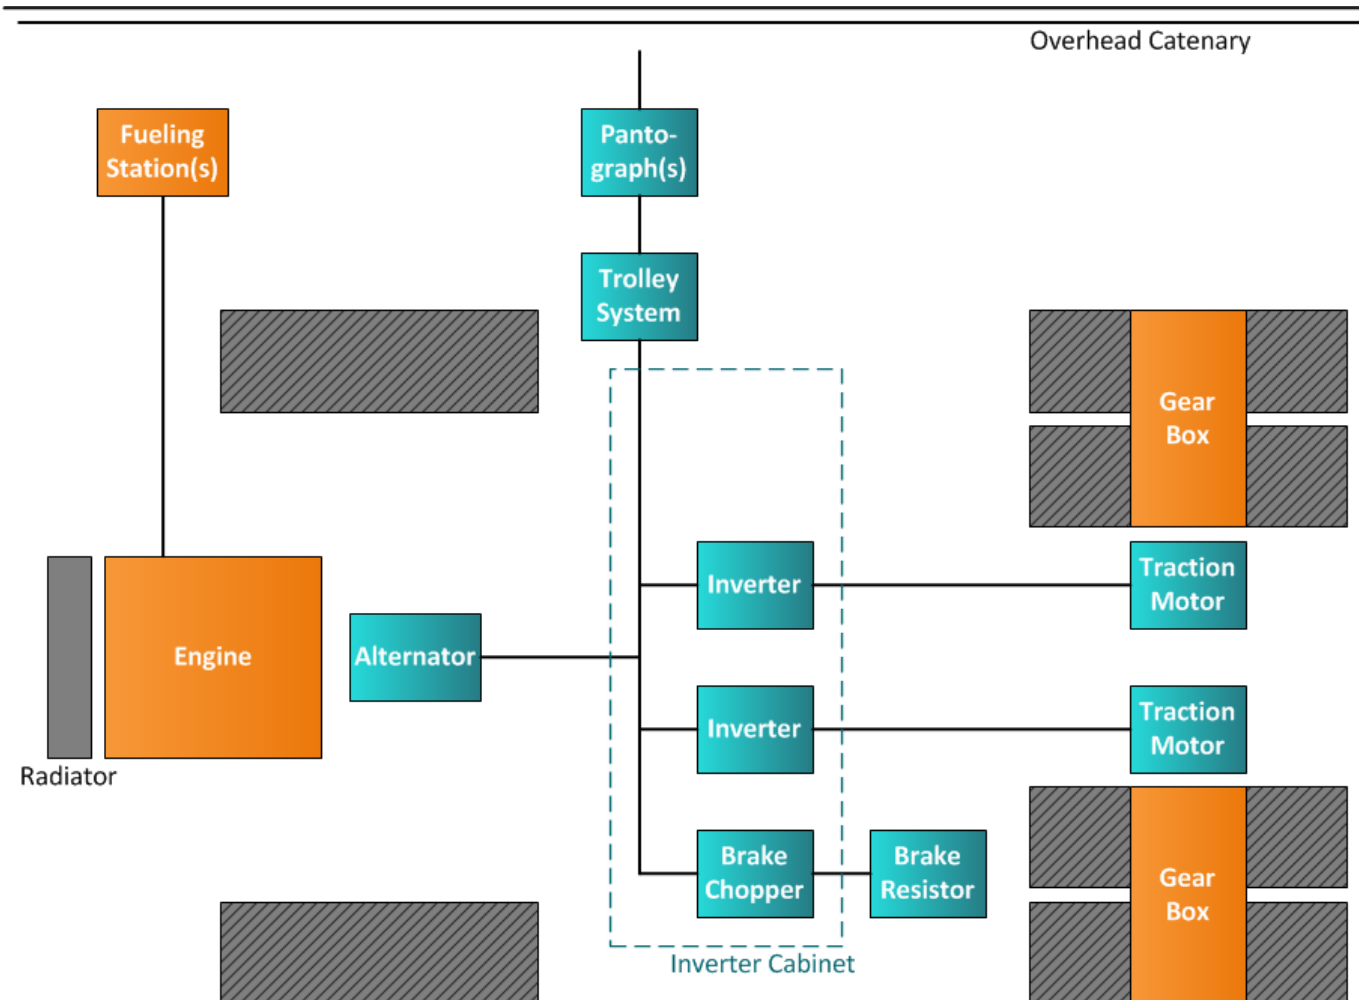 Overhead Catenary
Fueling
Station(s)
Panto-
graph(s)
Trolley
System
Gear
Box
Inverter
Traction
Motor
Engine
Alternator
Inverter
Traction
Motor
Radiator
Brake
Chopper
Brake
Resistor
Gear
Box
Inverter Cabinet